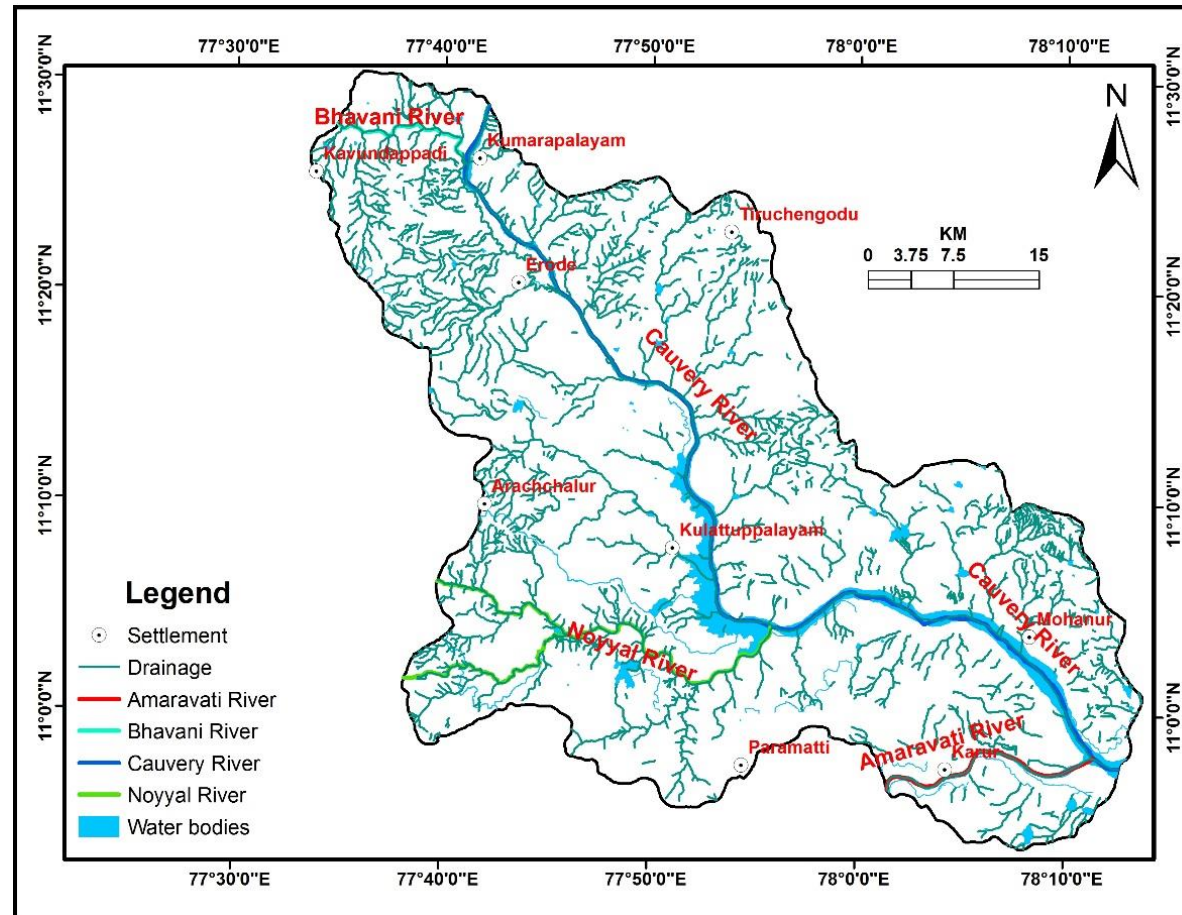 77°30'0"E 77°40'0"E 77°50'0"E 78°0'0"E 78°10'0"E
11°30'0"N
11°30'0"N
N
Bhavani River
Kumarapalayam
Kavundappadi
Tiruchengodu
KM
0 3.75 7.5 15
11°20'0"N
11°20'0"N
Erode
Cauvery River
11°10'0"N
11°10'0"N
Arachchalur
Kulattuppalayam
Cauvery River
Mohanur
Noyyal River
11°0'0"N
11°0'0"N
Amaravati River
Paramatti
Karur
Legend
Settlement
Drainage
Amaravati River
Bhavani River
Cauvery River
Noyyal River
Water bodies
77°30'0"E 77°40'0"E 77°50'0"E 78°0'0"E 78°10'0"E